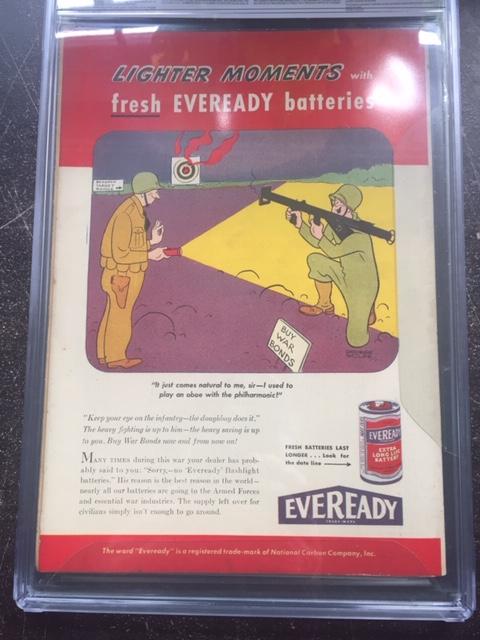 LIGHTER MOMENTS with
fresh EVEREADY batteries
BUY
WAR
BONDS
"It just comes natural to me, sir—I used to
play an oboe with the philharmonic!"
"Keep your eye on the infantry—the doughboy does it."
The heavy fighting is up to him—the heavy saving is up
to you. Buy War Bonds now and from now on!
MANY TIMES during this war your dealer has prob-
ably said to you: "Sorry,—no 'Eveready' flashlight
batteries." His reason is the best reason in the world—
nearly all our batteries are going to the Armed Forces
and essential war industries. The supply left over for
civilians simply isn't enough to go around.
FRESH BATTERIES LAST
LONGER . . . Look for
the date line
EVEREADY
EXTRA
LONG LIFE
BATTERY
EVEREADY
TRADE-MARK
The word "Eveready" is a registered trade-mark of National Carbon Company, Inc.